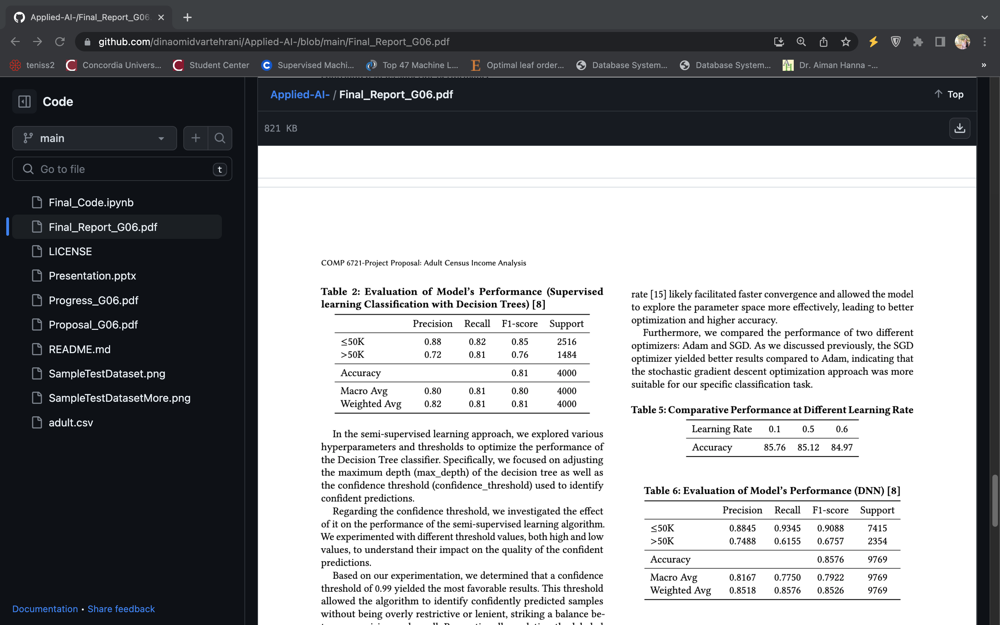 Applied-AI-/Final_Report_G06.
github.com/dinaomidvartehrani/Applied-AI-/blob/main/Final_Report_G06.pdf
teniss2
Concordia Univers...
Student Center
Supervised Machi...
Top 47 Machine L...
Optimal leaf order...
Database System...
Database System...
Dr. Aiman Hanna -...
»
Code
main
Go to file
t
Final_Code.ipynb
Final_Report_G06.pdf
LICENSE
Presentation.pptx
Progress_G06.pdf
Proposal_G06.pdf
README.md
SampleTestDataset.png
SampleTestDatasetMore.png
adult.csv
Documentation • Share feedback
Applied-AI- / Final_Report_G06.pdf
Top
821 KB
COMP 6721-Project Proposal: Adult Census Income Analysis
Table 2: Evaluation of Model’s Performance (Supervised
learning Classification with Decision Trees) [8]
Precision Recall F1-score Support
≤50K 0.88 0.82 0.85 2516
>50K 0.72 0.81 0.76 1484
Accuracy 0.81 4000
Macro Avg 0.80 0.81 0.80 4000
Weighted Avg 0.82 0.81 0.81 4000
In the semi-supervised learning approach, we explored various
hyperparameters and thresholds to optimize the performance of
the Decision Tree classifier. Specifically, we focused on adjusting
the maximum depth (max_depth) of the decision tree as well as
the confidence threshold (confidence_threshold) used to identify
confident predictions.
Regarding the confidence threshold, we investigated the effect
of it on the performance of the semi-supervised learning algorithm.
We experimented with different threshold values, both high and low
values, to understand their impact on the quality of the confident
predictions.
Based on our experimentation, we determined that a confidence
threshold of 0.99 yielded the most favorable results. This threshold
allowed the algorithm to identify confidently predicted samples
without being overly restrictive or lenient, striking a balance be-
rate [15] likely facilitated faster convergence and allowed the model
to explore the parameter space more effectively, leading to better
optimization and higher accuracy.
Furthermore, we compared the performance of two different
optimizers: Adam and SGD. As we discussed previously, the SGD
optimizer yielded better results compared to Adam, indicating that
the stochastic gradient descent optimization approach was more
suitable for our specific classification task.
Table 5: Comparative Performance at Different Learning Rate
Learning Rate 0.1 0.5 0.6
Accuracy 85.76 85.12 84.97
Table 6: Evaluation of Model’s Performance (DNN) [8]
Precision Recall F1-score Support
≤50K 0.8845 0.9345 0.9088 7415
>50K 0.7488 0.6155 0.6757 2354
Accuracy 0.8576 9769
Macro Avg 0.8167 0.7750 0.7922 9769
Weighted Avg 0.8518 0.8576 0.8526 9769